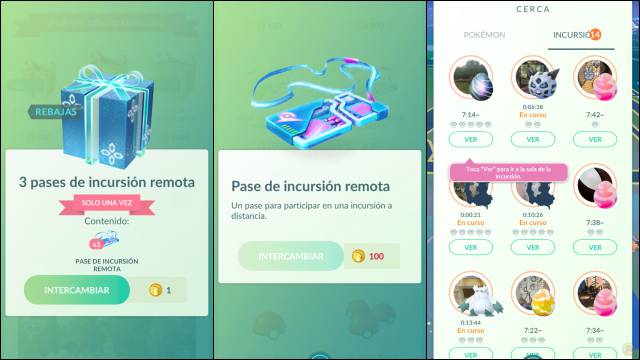 REBAJAS
3 pases de incursión remota
SOLO UNA VEZ
Contenido:
x3
PASE DE INCURSIÓN
REMOTA
INTERCAMBIAR
1
Pase de incursión remota
Un pase para participar en una incursión a
distancia.
INTERCAMBIAR
100
CERCA
POKÉMON
INCURSIO 14
7:14~
0:06:38
En curso
7:42~
VER
VER
VER
Toca "Ver" para ir a la sala de la
incursión.
0:00:21
En curso
0:10:26
En curso
7:38~
VER
VER
VER
0:13:44
En curso
7:22~
7:34~
VER
VER
VER